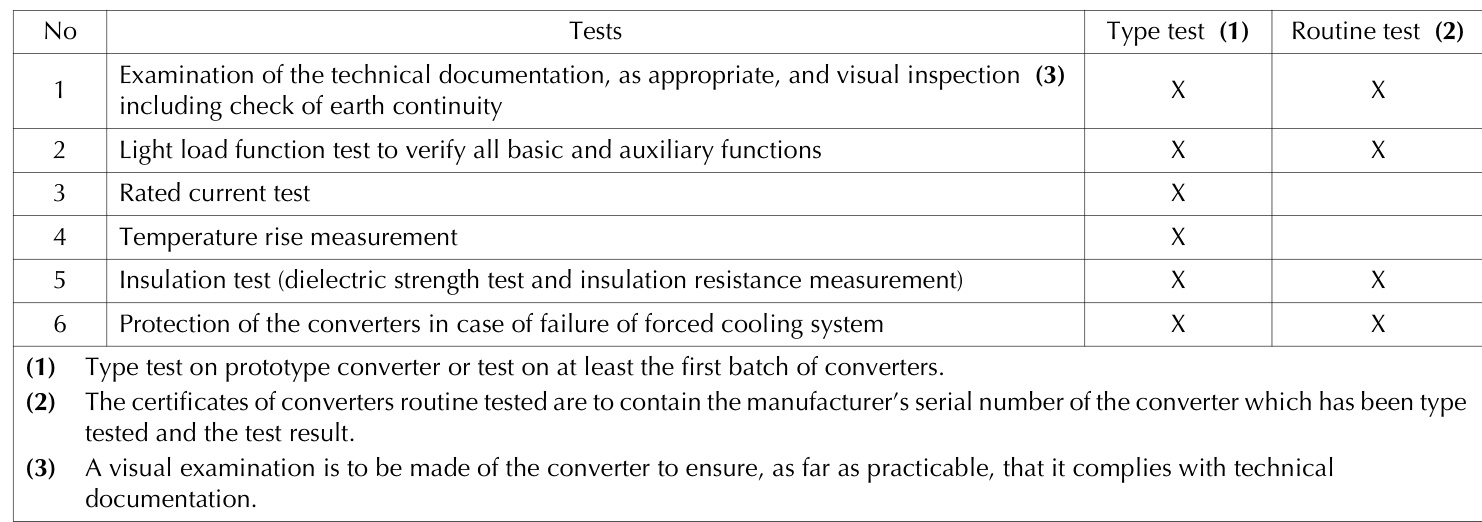 No Tests Type test (1) Routine test (2)
1 Examination of the technical documentation, as appropriate, and visual inspection (3)
including check of earth continuity X X
2 Light load function test to verify all basic and auxiliary functions X X
3 Rated current test X
4 Temperature rise measurement X
5 Insulation test (dielectric strength test and insulation resistance measurement) X X
6 Protection of the converters in case of failure of forced cooling system X X
(1) Type test on prototype converter or test on at least the first batch of converters.
(2) The certificates of converters routine tested are to contain the manufacturer’s serial number of the converter which has been type
tested and the test result.
(3) A visual examination is to be made of the converter to ensure, as far as practicable, that it complies with technical
documentation.